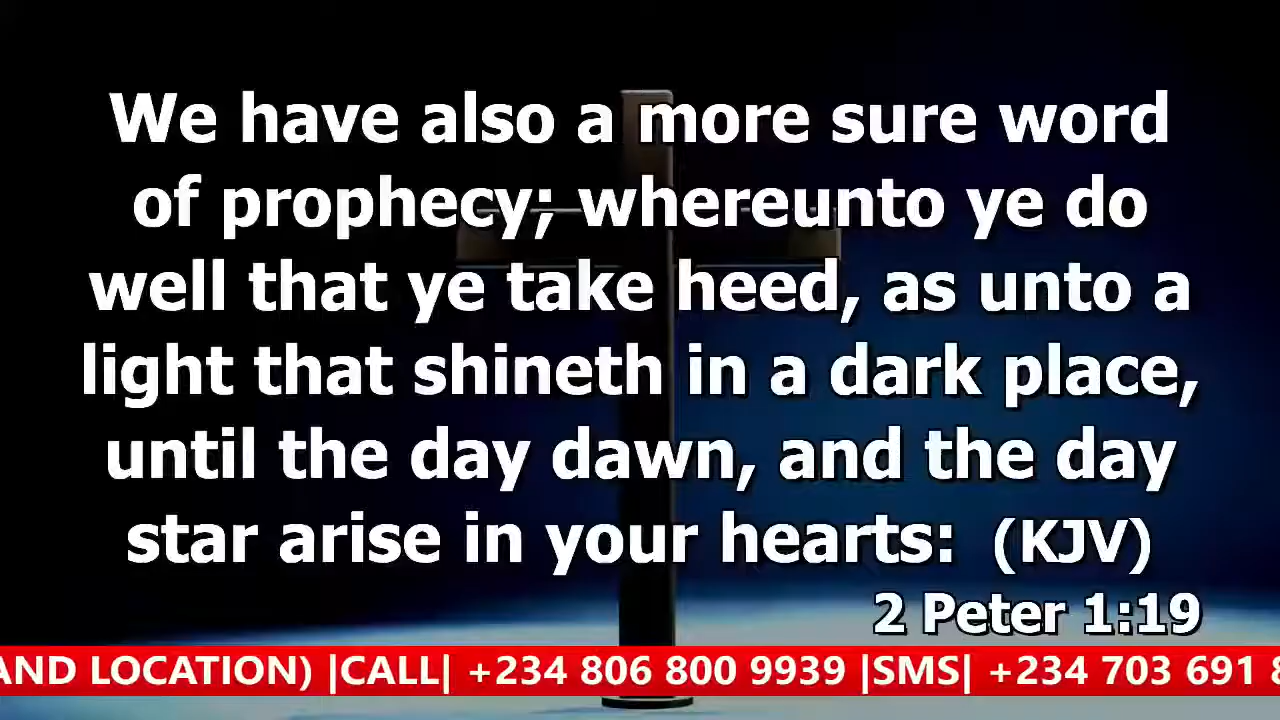 We have also a more sure word
of prophecy; whereunto ye do
well that ye take heed, as unto a
light that shineth in a dark place,
until the day dawn, and the day
star arise in your hearts: (KJV)
2 Peter 1:19
AND LOCATION) |CALL| +234 806 800 9939 |SMS| +234 703 691